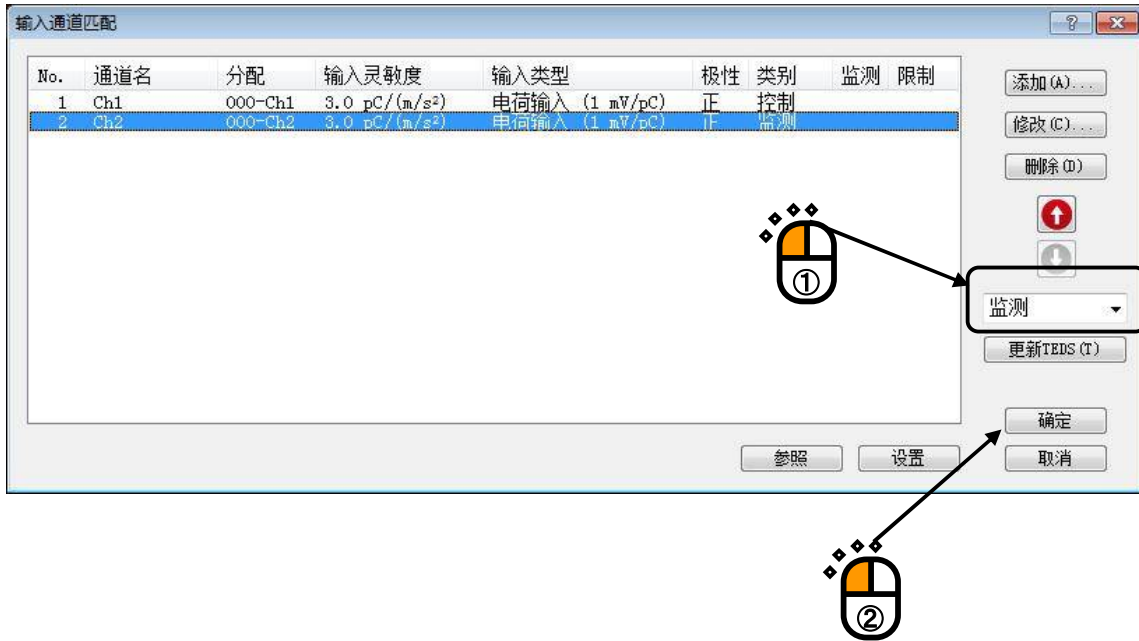 输入通道匹配
No. 通道名 分配 输入灵敏度 输入类型 极性 类别 监测 限制
1 Ch1 000-Ch1 3.0 pC/(m/s²) 电荷输入 (1 mV/pC) 正 控制
2 Ch2 000-Ch2 3.0 pC/(m/s²) 电荷输入 (1 mV/pC) 正 监测
添加(A)...
修改(C)...
删除(D)
①
监测
更新TEDS(T)
确定
参照 设置 取消
②